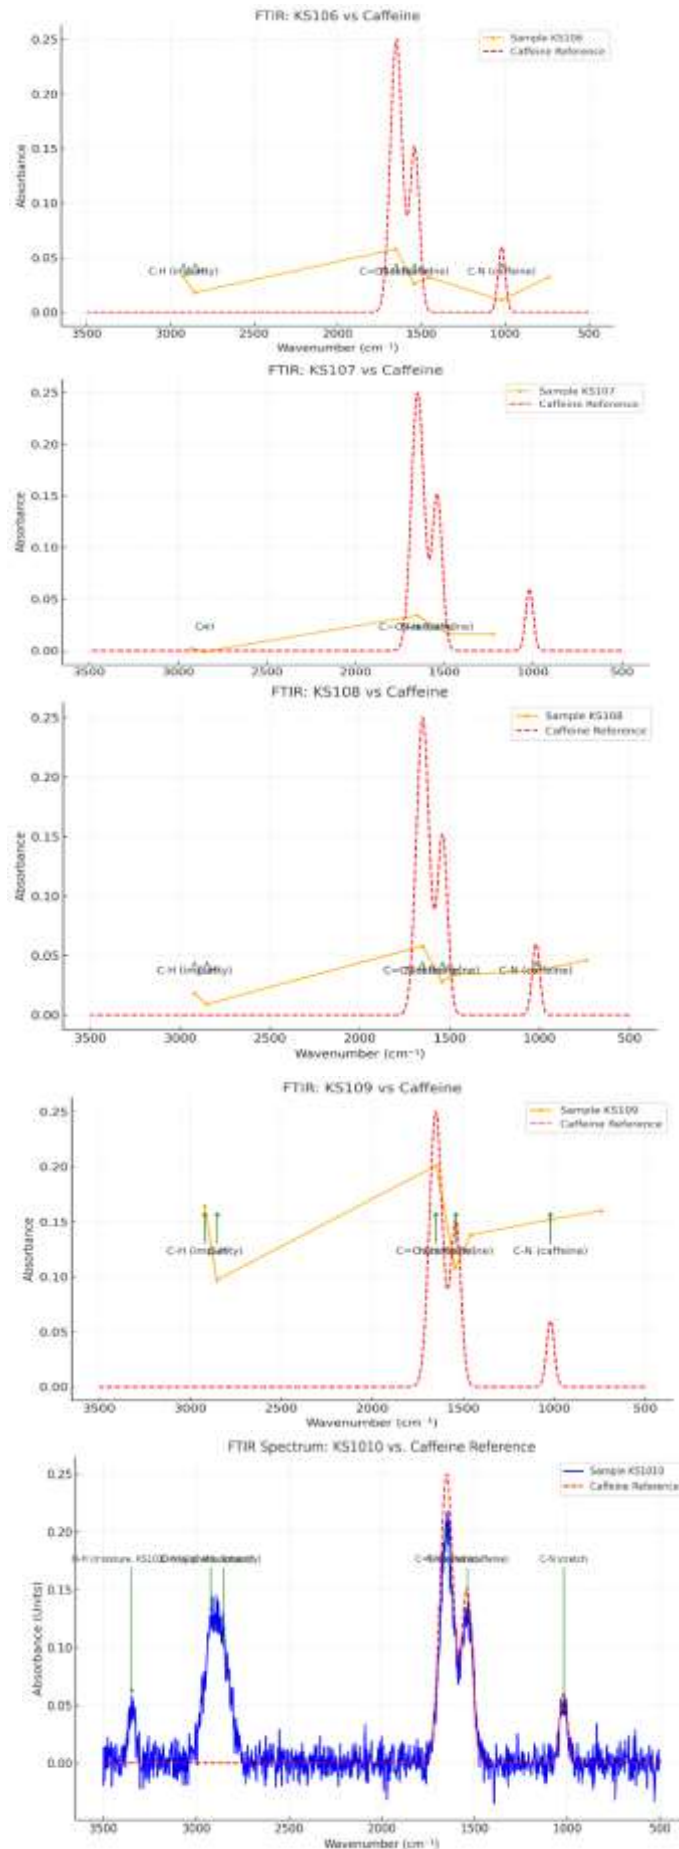 FTIR: KS106 vs Caffeine
Sample KS106
Caffeine Reference
Absorbance
0.25
0.20
0.15
0.10
0.05
0.00
C-H (impurity)
C-N (caffeine)
3500 3000 2500 2000 1500 1000 500
Wavenumber (cm⁻¹)
FTIR: KS107 vs Caffeine
Sample KS107
Caffeine Reference
Absorbance
0.25
0.20
0.15
0.10
0.05
0.00
3500 3000 2500 2000 1500 1000 500
FTIR: KS108 vs Caffeine
Sample KS108
Caffeine Reference
Absorbance
0.25
0.20
0.15
0.10
0.05
0.00
C-H (impurity)
C-N (caffeine)
3500 3000 2500 2000 1500 1000 500
Wavenumber (cm⁻¹)
FTIR: KS109 vs Caffeine
Sample KS109
Caffeine Reference
Absorbance
0.25
0.20
0.15
0.10
0.05
0.00
C-H (impurity)
C-N (caffeine)
3500 3000 2500 2000 1500 1000 500
Wavenumber (cm⁻¹)
FTIR Spectrum: KS1010 vs. Caffeine Reference
Sample KS1010
Caffeine Reference
Absorbance (Units)
0.25
0.20
0.15
0.10
0.05
0.00
C-N stretch
3500 3000 2500 2000 1500 1000 500
Wavenumber (cm⁻¹)